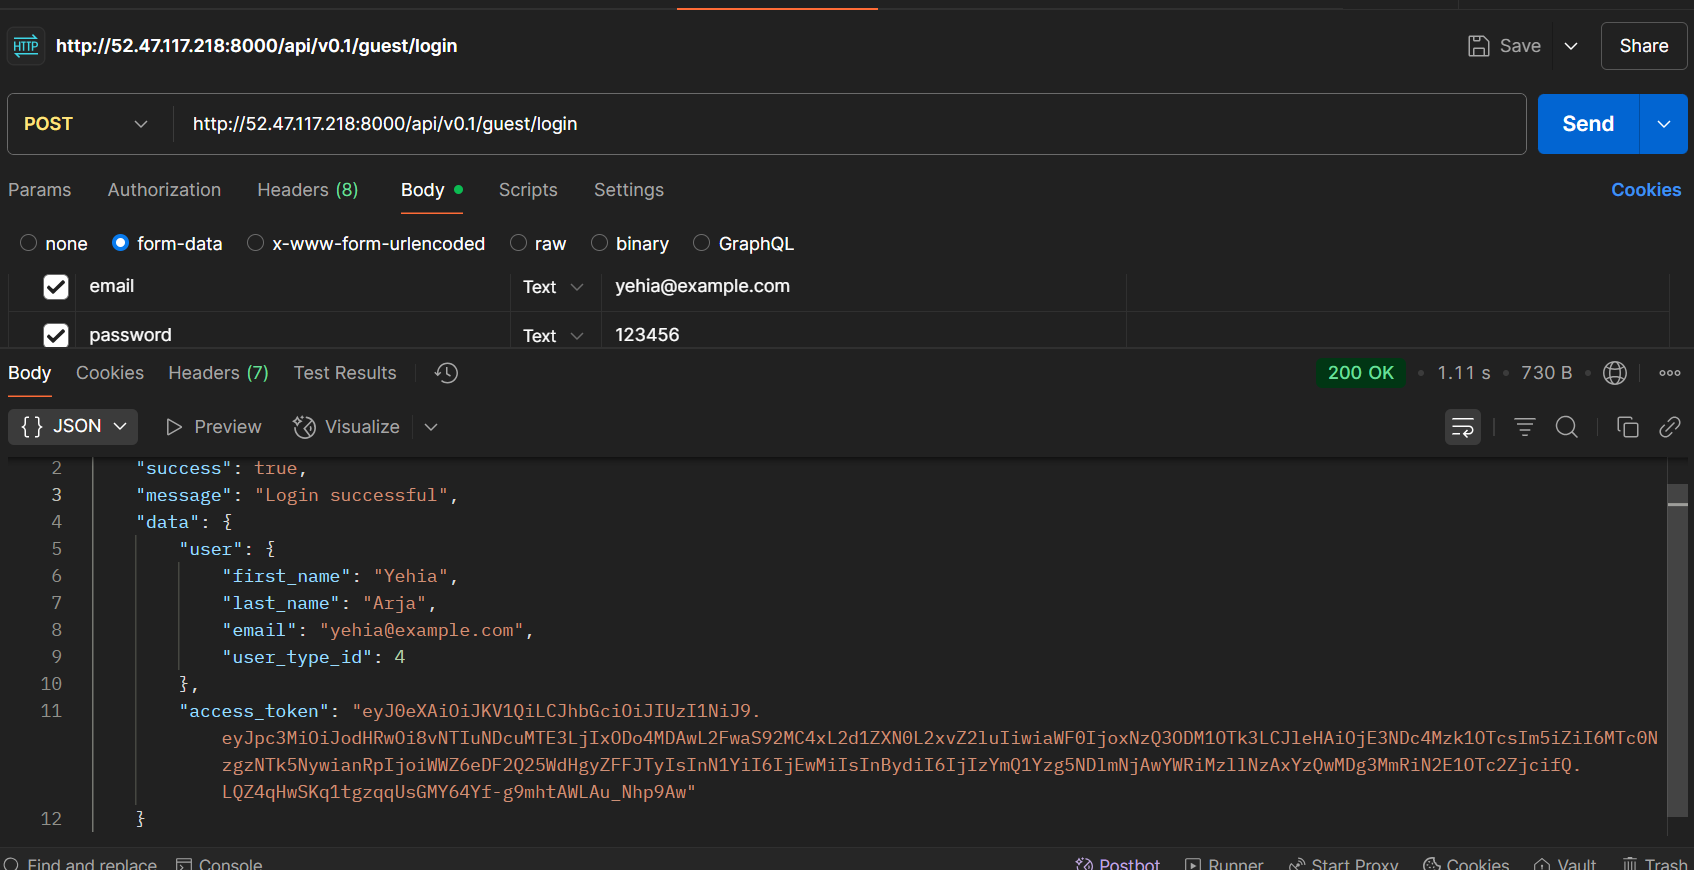 HTTP http://52.47.117.218:8000/api/v0.1/guest/login Save Share
POST http://52.47.117.218:8000/api/v0.1/guest/login Send
Params Authorization Headers (8) Body Scripts Settings Cookies
none form-data x-www-form-urlencoded raw binary GraphQL
email Text yehia@example.com
password Text 123456
Body Cookies Headers (7) Test Results 200 OK 1.11 s 730 B
{} JSON Preview Visualize
2 "success": true,
3 "message": "Login successful",
4 "data": {
5 "user": {
6 "first_name": "Yehia",
7 "last_name": "Arja",
8 "email": "yehia@example.com",
9 "user_type_id": 4
10 },
11 "access_token": "eyJ0eXAiOiJKV1QiLCJhbGciOiJIUzI1NiJ9.
eyJpc3MiOiJodHRwOi8vNTIuNDcuMTE3LjIxODo4MDAwL2FwaS92MC4xL2d1ZXN0L2xvZ2luIiwiaWF0IjoxNzQ3ODM1OTk3LCJleHAiOjE3NDc4Mzk1OTcsIm5iZiI6MTc0N
zgzNTk5NywianRpIjoiWWZ6eDF2Q25WdHgyZFFJTyIsInN1YiI6IjEwMiIsInBydiI6IjIzYmQ1Yzg5NDlmNjAwYWRiMzllNzAxYzQwMDg3MmRiN2E1OTc2ZjcifQ.
LQZ4qHwSKq1tgzqqUsGMY64Yf-g9mhtAWLAu_Nhp9Aw"
12 }
Find and replace Console Postbot Runner Start Proxy Cookies Vault Trash